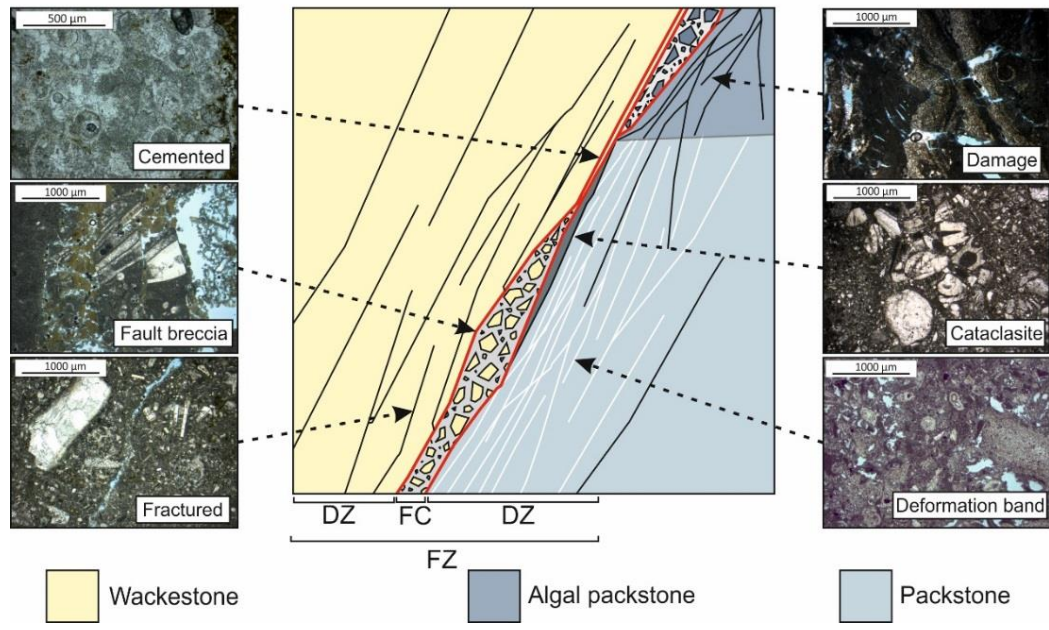 500 µm
Cemented
1000 µm
Fault breccia
1000 µm
Fractured
1000 µm
Damage
1000 µm
Cataclasite
1000 µm
Deformation band
DZ FC DZ
FZ
Wackestone
Algal packstone
Packstone